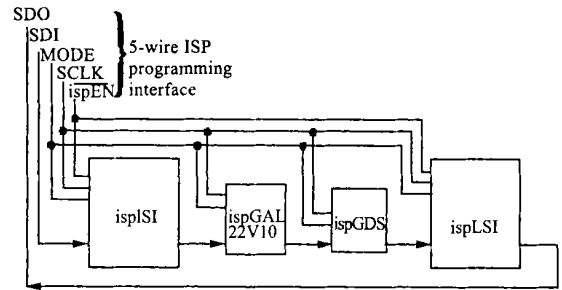 SDO
SDI
MODE
SCLK
ispEN
5-wire ISP
programming
interface
isplSI
ispGAL
22V10
ispGDS
ispLSI